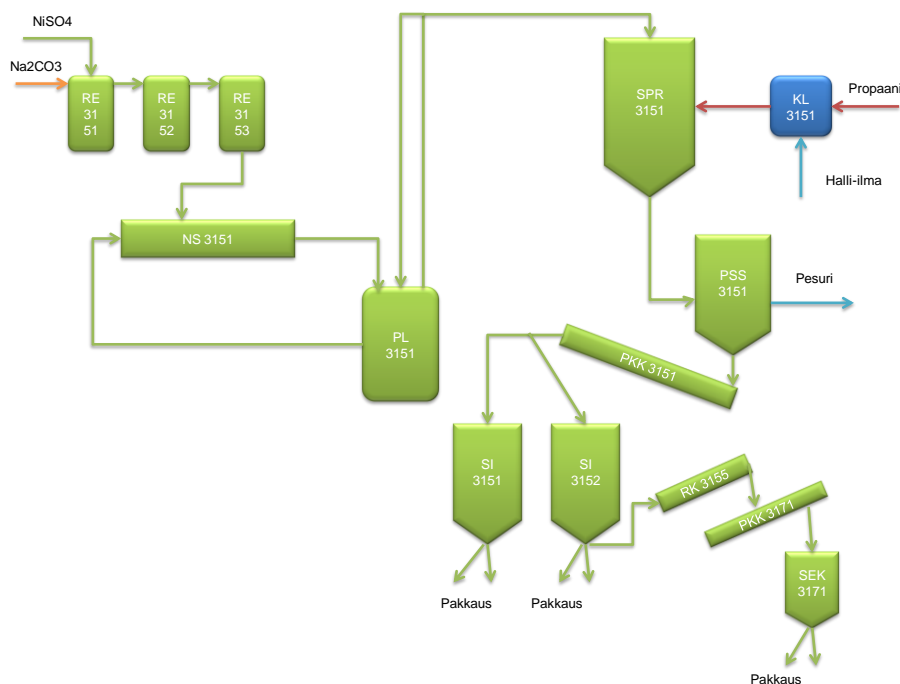 NiSO4
Na2CO3
RE
31
51
RE
31
52
RE
31
53
SPR
3151
KL
3151
Propaani
Halli-ilma
NS 3151
PSS
3151
Pesuri
PL
3151
PKK 3151
SI
3151
SI
3152
RK 3155
PKK 3171
SEK
3171
Pakkaus
Pakkaus
Pakkaus